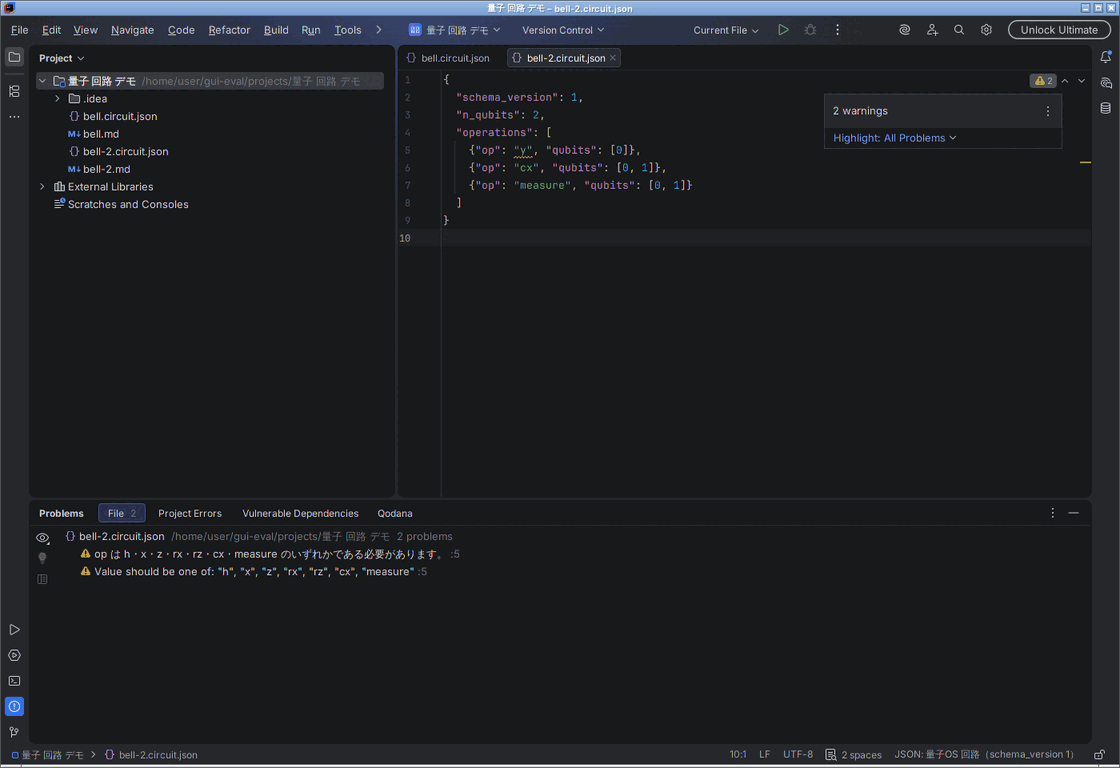 量子 回路 デモ – bell-2.circuit.json
File Edit View Navigate Code Refactor Build Run Tools 量子 回路 デモ Version Control Current File Unlock Ultimate
Project
量子 回路 デモ /home/user/gui-eval/projects/量子 回路 デモ
.idea
bell.circuit.json
bell.md
bell-2.circuit.json
bell-2.md
External Libraries
Scratches and Consoles
bell.circuit.json bell-2.circuit.json
1 {
2 "schema_version": 1,
3 "n_qubits": 2,
4 "operations": [
5 {"op": "y", "qubits": [0]},
6 {"op": "cx", "qubits": [0, 1]},
7 {"op": "measure", "qubits": [0, 1]}
8 ]
9 }
10
2
2 warnings
Highlight: All Problems
Problems File 2 Project Errors Vulnerable Dependencies Qodana
bell-2.circuit.json /home/user/gui-eval/projects/量子 回路 デモ 2 problems
op は h・x・z・rx・rz・cx・measure のいずれかである必要があります。 :5
Value should be one of: "h", "x", "z", "rx", "rz", "cx", "measure" :5
量子 回路 デモ bell-2.circuit.json 10:1 LF UTF-8 2 spaces JSON: 量子OS 回路（schema_version 1）